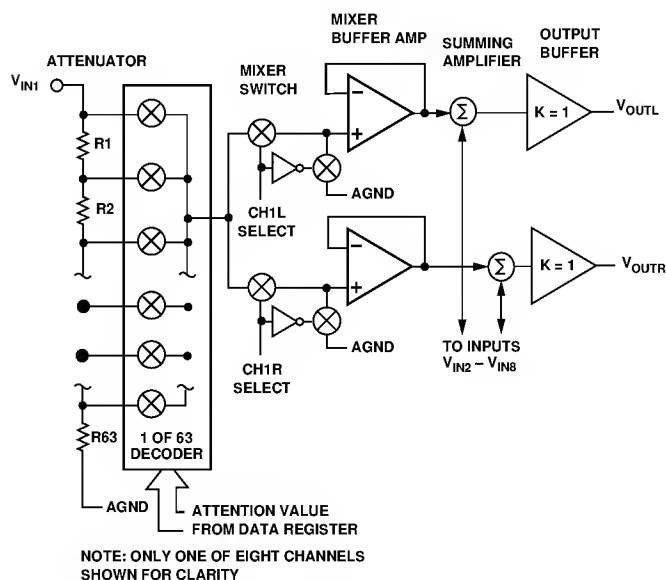 ATTENUATOR
V_IN1
R1
R2
R63
AGND
1 OF 63
DECODER
ATTENTION VALUE
FROM DATA REGISTER
NOTE: ONLY ONE OF EIGHT CHANNELS
SHOWN FOR CLARITY
MIXER
SWITCH
CH1L
SELECT
AGND
CH1R
SELECT
AGND
MIXER
BUFFER AMP
−
+
−
+
SUMMING
AMPLIFIER
Σ
Σ
TO INPUTS
V_IN2 – V_IN8
OUTPUT
BUFFER
K = 1
V_OUTL
K = 1
V_OUTR